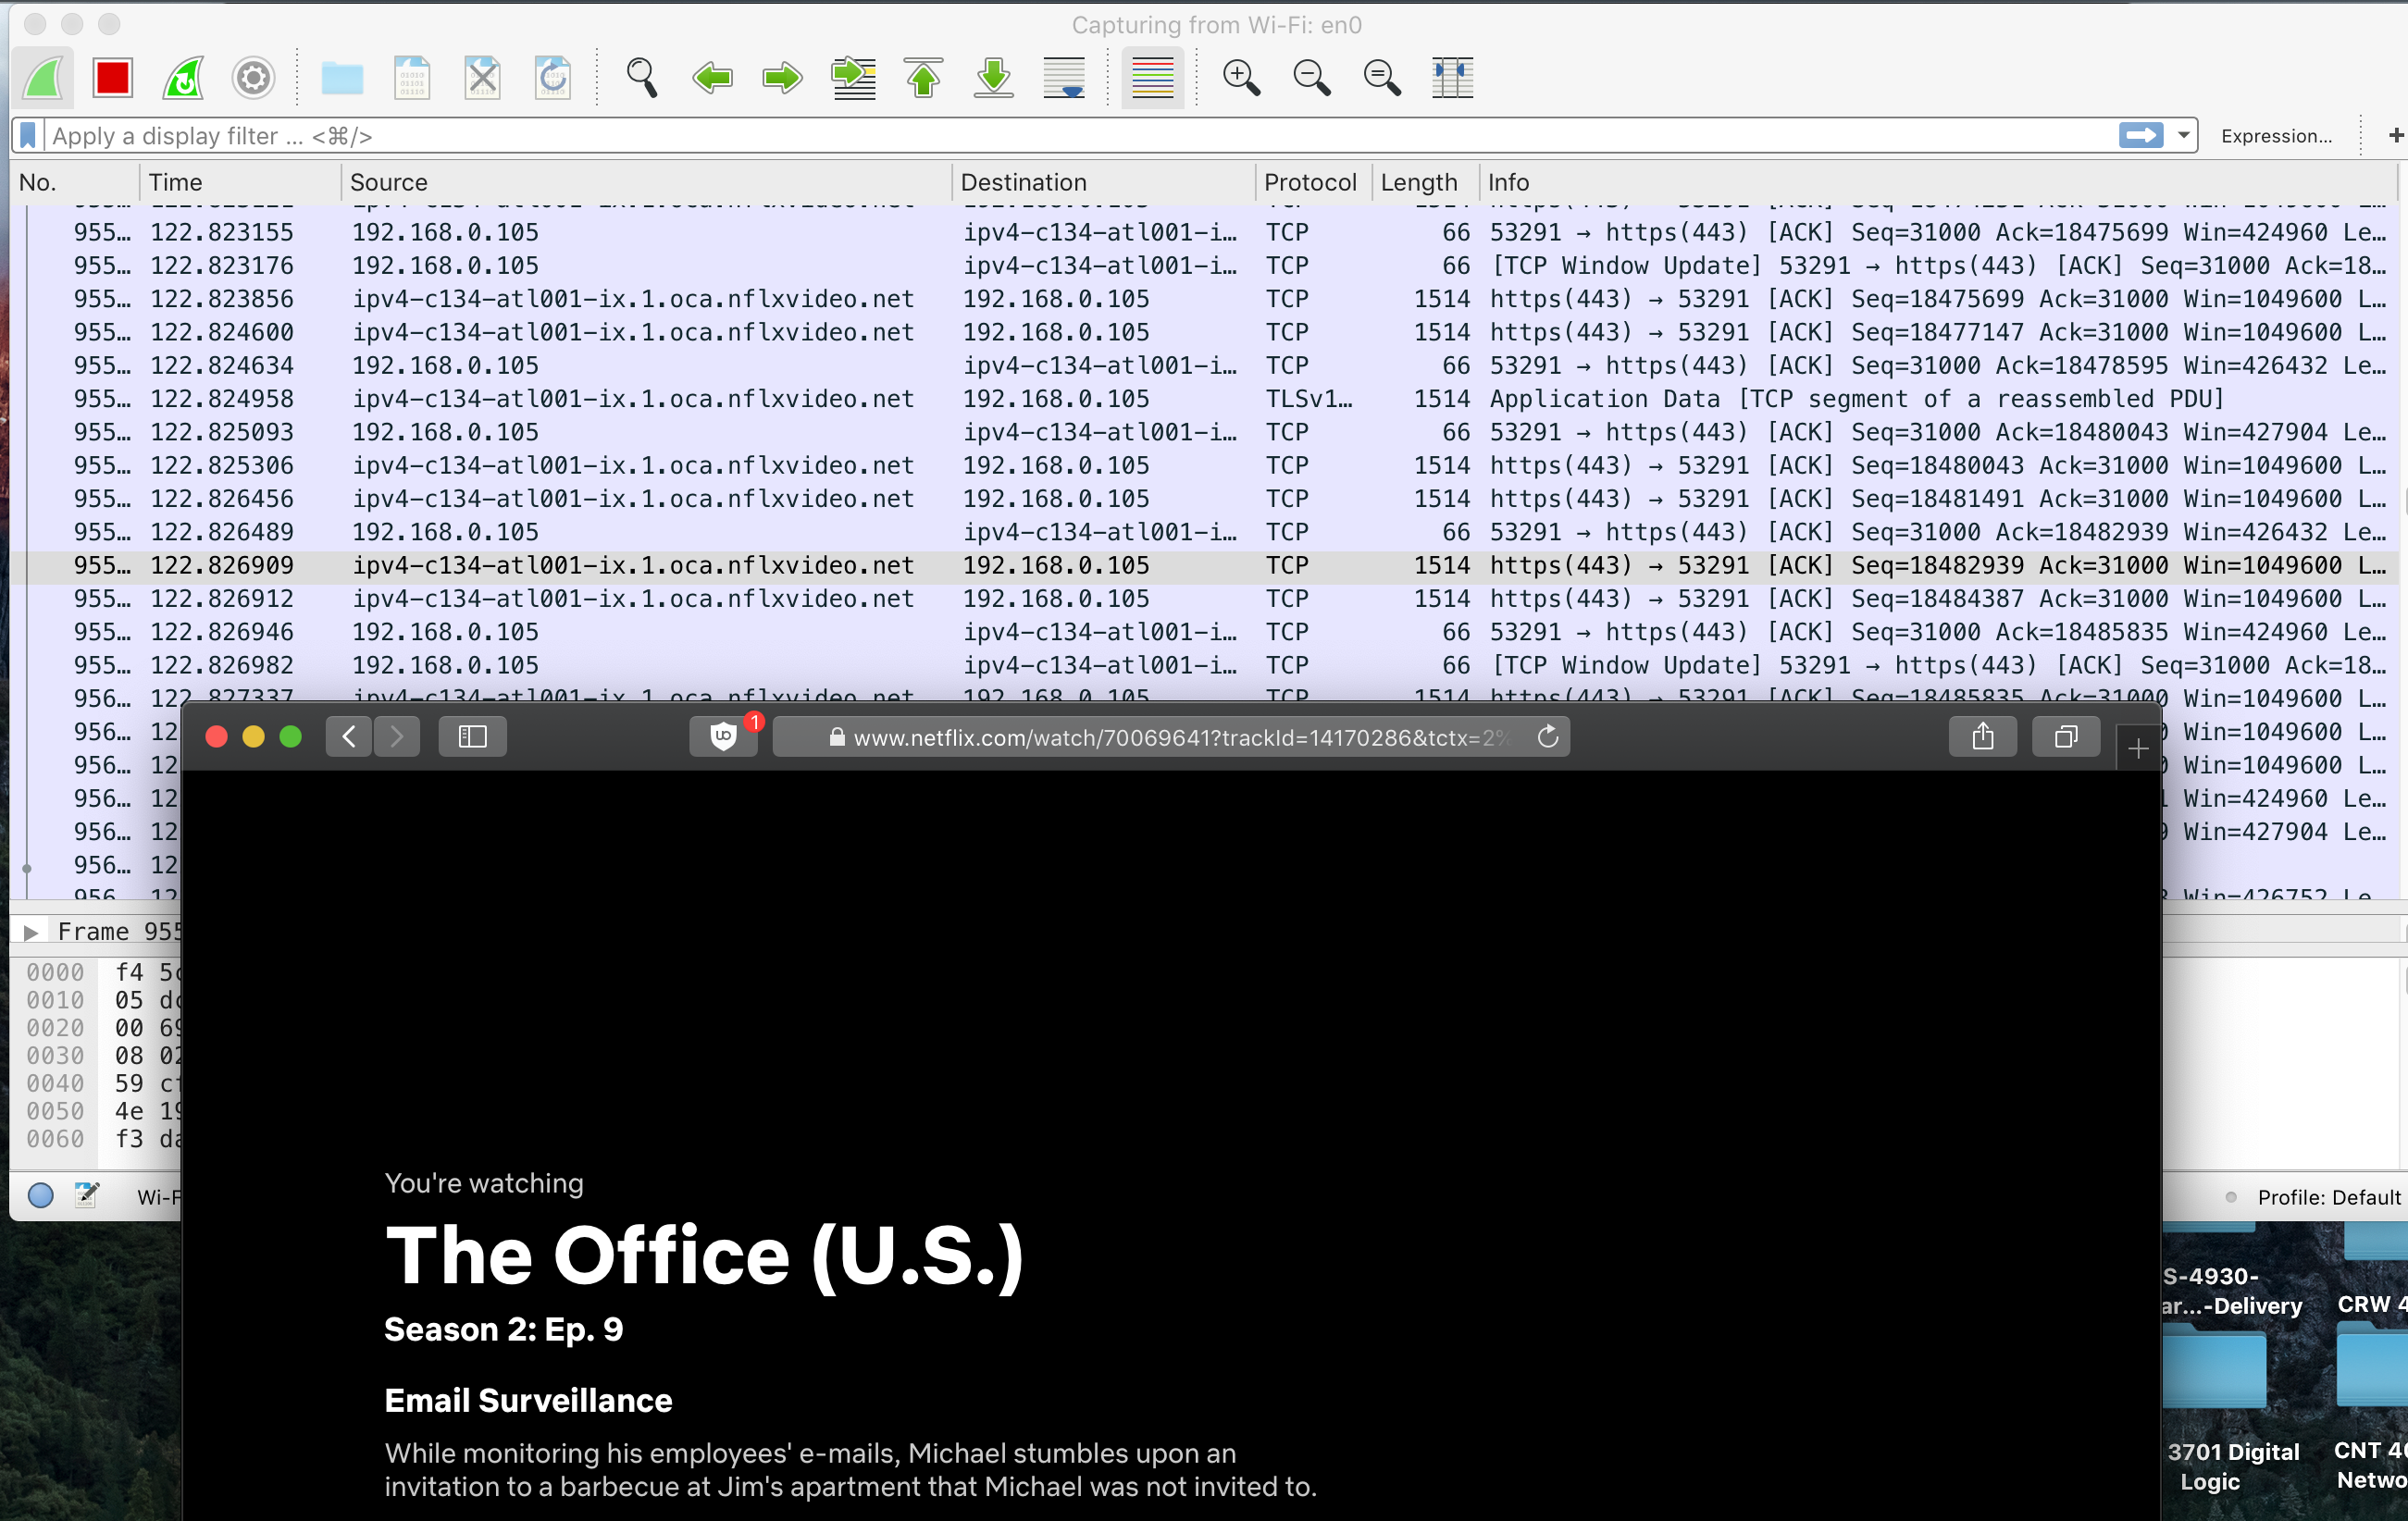 Capturing from Wi-Fi: en0
Apply a display filter ... <⌘/>
Expression...
+
No. Time Source Destination Protocol Length Info
955… 122.823155 192.168.0.105 ipv4-c134-atl001-i… TCP 66 53291 → https(443) [ACK] Seq=31000 Ack=18475699 Win=424960 Le…
955… 122.823176 192.168.0.105 ipv4-c134-atl001-i… TCP 66 [TCP Window Update] 53291 → https(443) [ACK] Seq=31000 Ack=18…
955… 122.823856 ipv4-c134-atl001-ix.1.oca.nflxvideo.net 192.168.0.105 TCP 1514 https(443) → 53291 [ACK] Seq=18475699 Ack=31000 Win=1049600 L…
955… 122.824600 ipv4-c134-atl001-ix.1.oca.nflxvideo.net 192.168.0.105 TCP 1514 https(443) → 53291 [ACK] Seq=18477147 Ack=31000 Win=1049600 L…
955… 122.824634 192.168.0.105 ipv4-c134-atl001-i… TCP 66 53291 → https(443) [ACK] Seq=31000 Ack=18478595 Win=426432 Le…
955… 122.824958 ipv4-c134-atl001-ix.1.oca.nflxvideo.net 192.168.0.105 TLSv1… 1514 Application Data [TCP segment of a reassembled PDU]
955… 122.825093 192.168.0.105 ipv4-c134-atl001-i… TCP 66 53291 → https(443) [ACK] Seq=31000 Ack=18480043 Win=427904 Le…
955… 122.825306 ipv4-c134-atl001-ix.1.oca.nflxvideo.net 192.168.0.105 TCP 1514 https(443) → 53291 [ACK] Seq=18480043 Ack=31000 Win=1049600 L…
955… 122.826456 ipv4-c134-atl001-ix.1.oca.nflxvideo.net 192.168.0.105 TCP 1514 https(443) → 53291 [ACK] Seq=18481491 Ack=31000 Win=1049600 L…
955… 122.826489 192.168.0.105 ipv4-c134-atl001-i… TCP 66 53291 → https(443) [ACK] Seq=31000 Ack=18482939 Win=426432 Le…
955… 122.826909 ipv4-c134-atl001-ix.1.oca.nflxvideo.net 192.168.0.105 TCP 1514 https(443) → 53291 [ACK] Seq=18482939 Ack=31000 Win=1049600 L…
955… 122.826912 ipv4-c134-atl001-ix.1.oca.nflxvideo.net 192.168.0.105 TCP 1514 https(443) → 53291 [ACK] Seq=18484387 Ack=31000 Win=1049600 L…
955… 122.826946 192.168.0.105 ipv4-c134-atl001-i… TCP 66 53291 → https(443) [ACK] Seq=31000 Ack=18485835 Win=424960 Le…
955… 122.826982 192.168.0.105 ipv4-c134-atl001-i… TCP 66 [TCP Window Update] 53291 → https(443) [ACK] Seq=31000 Ack=18…
956… 122.827337 ipv4-c134-atl001-ix.1.oca.nflxvideo.net 192.168.0.105 TCP 1514 https(443) → 53291 [ACK] Seq=18485835 Ack=31000 Win=1049600 L…
956… 12 Win=1049600 L…
956… 12 Win=1049600 L…
956… 12 Win=424960 Le…
956… 12 Win=427904 Le…
956… 12
956 12 Win=426752 Le
Frame 955
0000 f4
0010 05
0020 00 69
0030 08 02
0040 59
0050 4e 19
0060 f3
Wi-F
Profile: Default
1
www.netflix.com/watch/70069641?trackId=14170286&tctx=2%
You're watching
The Office (U.S.)
Season 2: Ep. 9
Email Surveillance
While monitoring his employees' e-mails, Michael stumbles upon an
invitation to a barbecue at Jim's apartment that Michael was not invited to.
S-4930-
ar...-Delivery
CRW 4
3701 Digital
Logic
CNT 40
Netwo